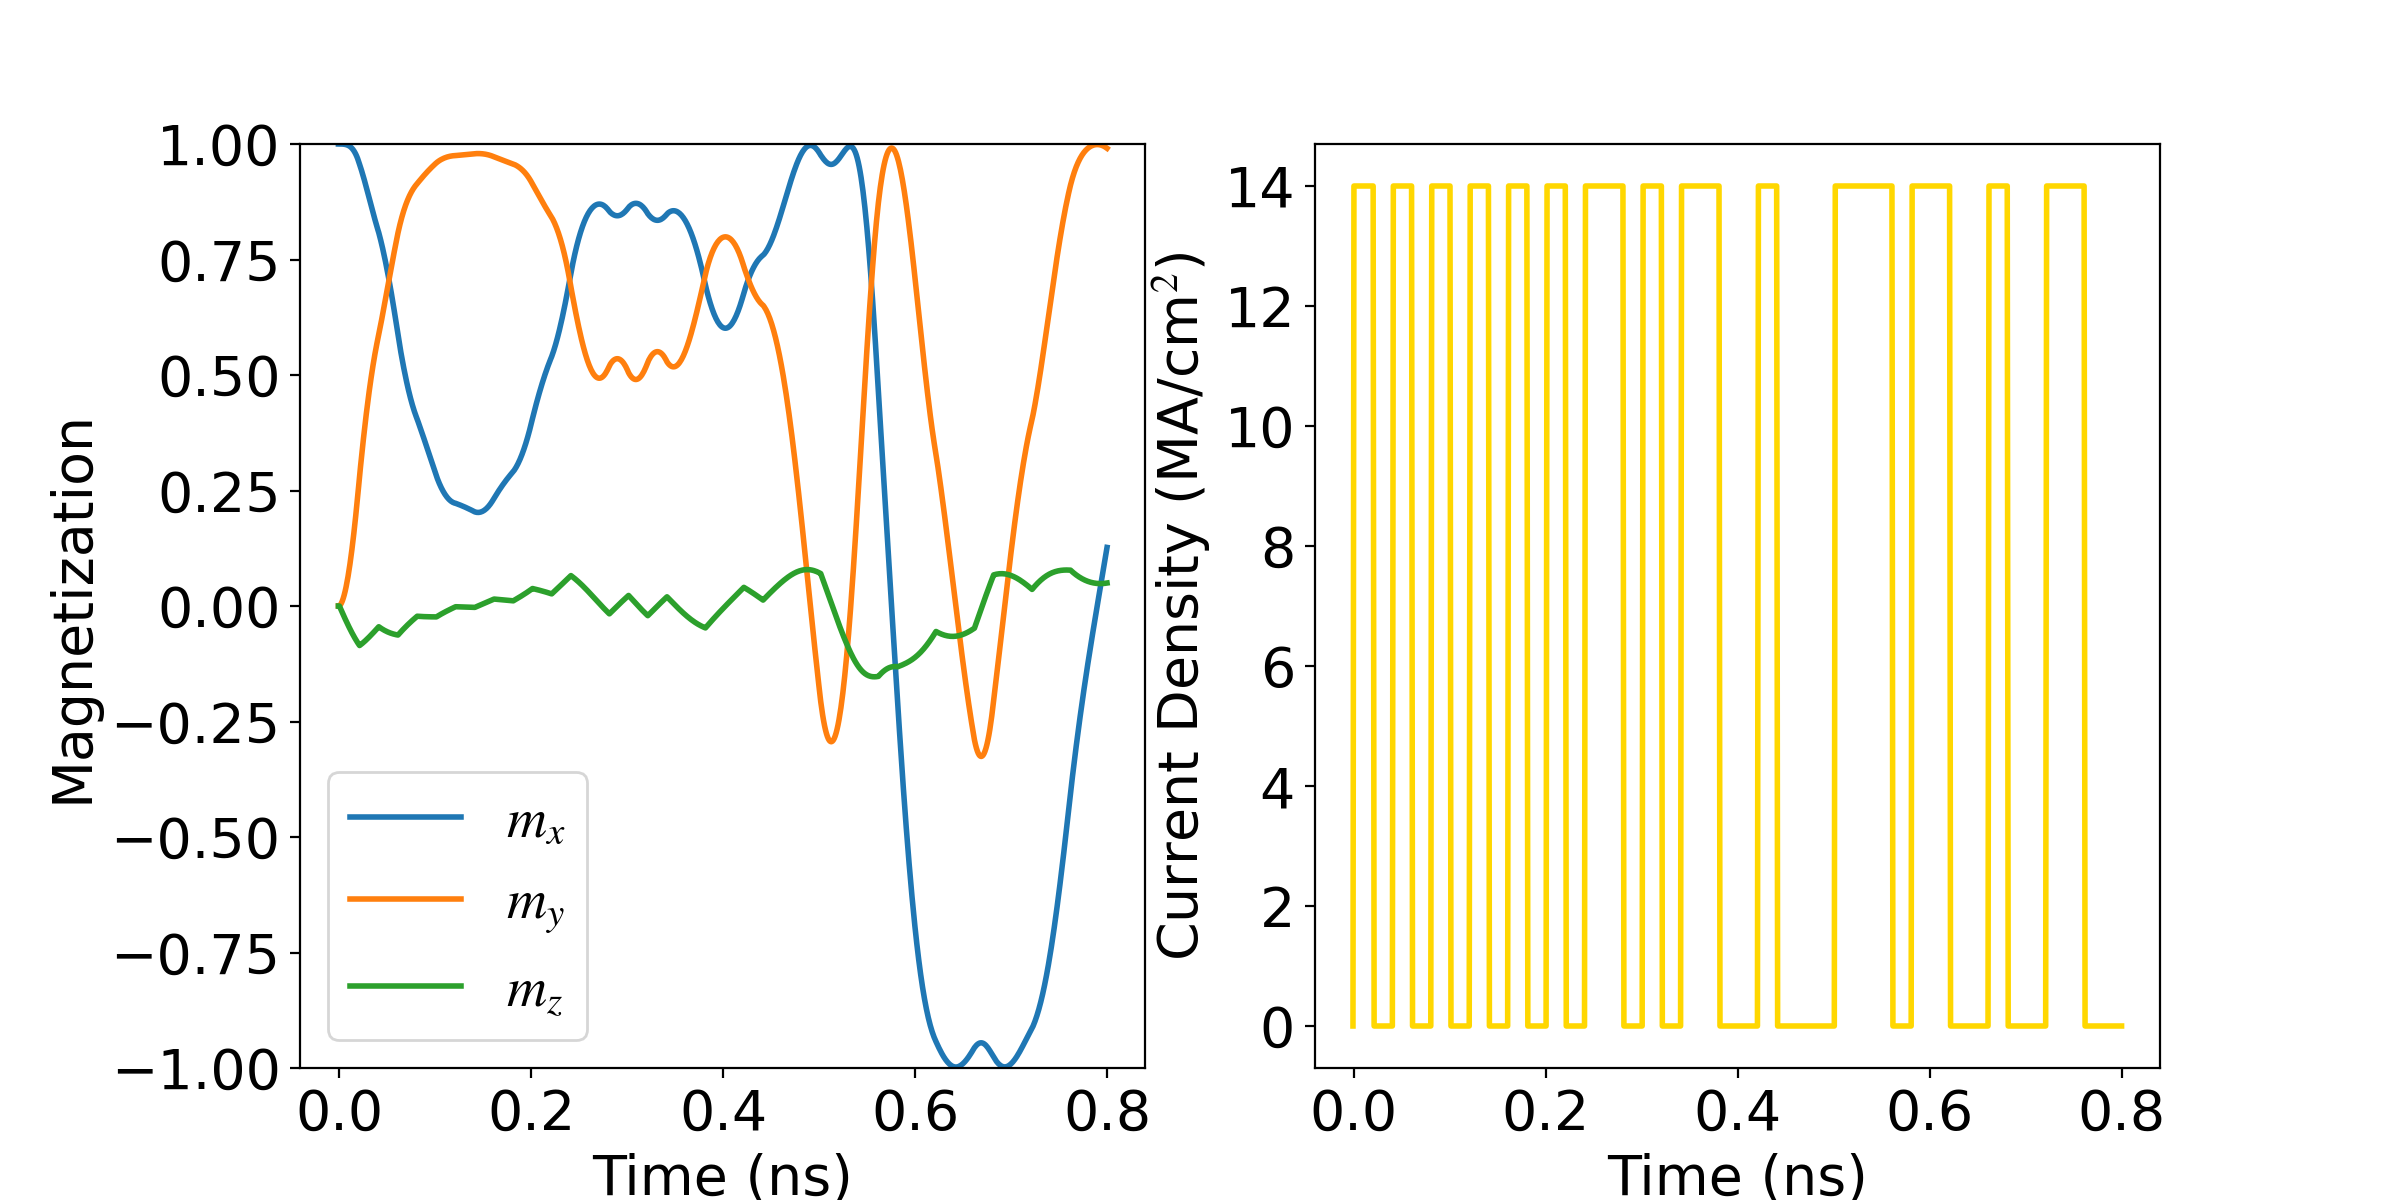 1.00
0.75
0.50
0.25
0.00
−0.25
−0.50
−0.75
−1.00
Magnetization
m_x
m_y
m_z
0.0 0.2 0.4 0.6 0.8
Time (ns)
14
12
10
8
6
4
2
0
Current Density (MA/cm²)
0.0 0.2 0.4 0.6 0.8
Time (ns)